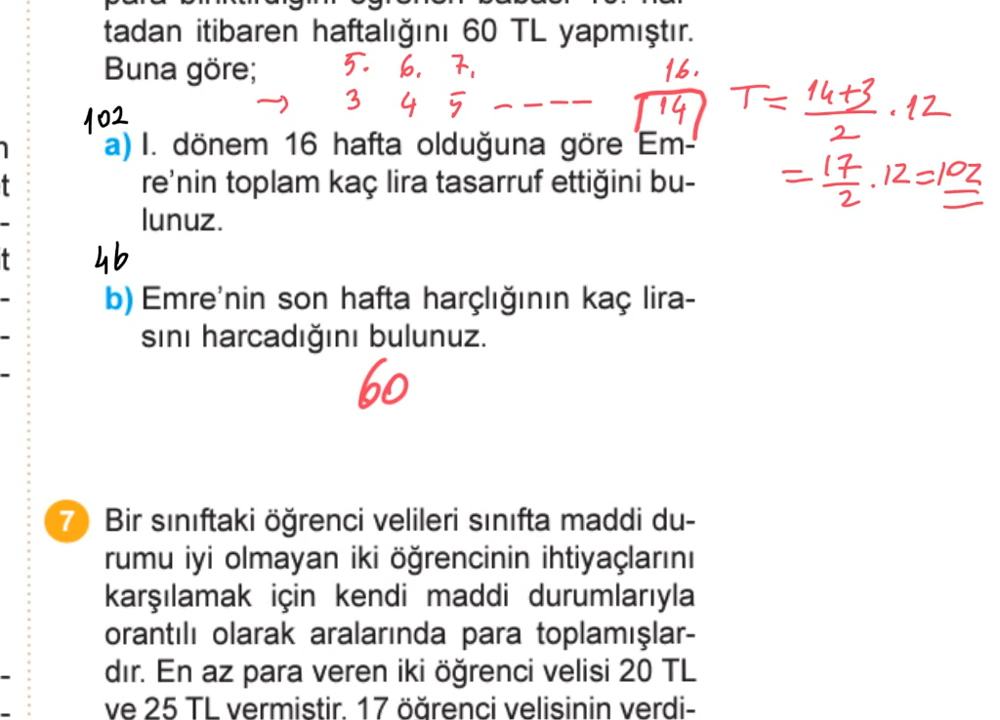 tadan itibaren haftalığını 60 TL yapmıştır.
Buna göre;
5. 6. 7. 16.
→ 3 4 5 ---- 14
T = 14+3/2 . 12
= 17/2 . 12 = 102
102
a) I. dönem 16 hafta olduğuna göre Em-
re'nin toplam kaç lira tasarruf ettiğini bu-
lunuz.
46
b) Emre'nin son hafta harçlığının kaç lira-
sını harcadığını bulunuz.
60
7 Bir sınıftaki öğrenci velileri sınıfta maddi du-
rumu iyi olmayan iki öğrencinin ihtiyaçlarını
karşılamak için kendi maddi durumlarıyla
orantılı olarak aralarında para toplamışlar-
dır. En az para veren iki öğrenci velisi 20 TL
ve 25 TL vermiştir. 17 öğrenci velisinin verdi-